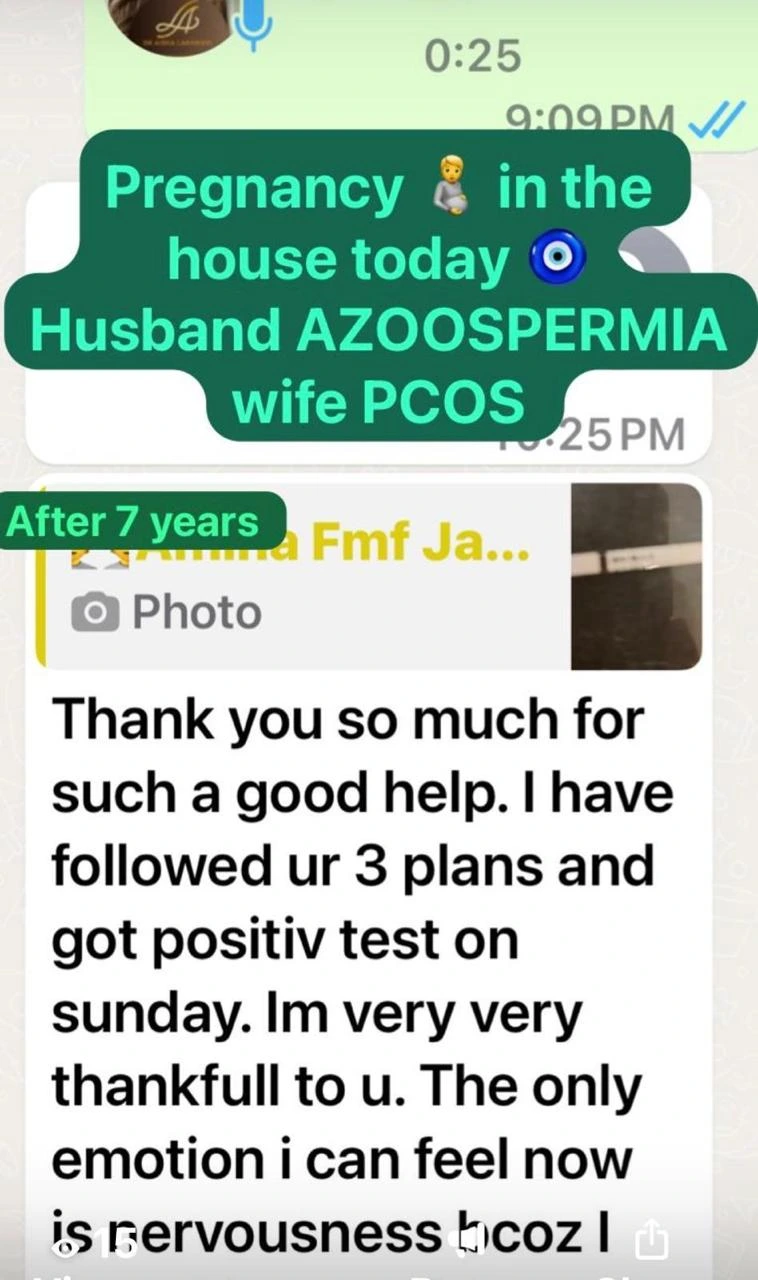 0:25
9:09 PM
Pregnancy 🫄 in the
house today 🧿
Husband AZOOSPERMIA
wife PCOS
:25 PM
After 7 years
Fmf Ja...
Photo
Thank you so much for
such a good help. I have
followed ur 3 plans and
got positiv test on
sunday. Im very very
thankfull to u. The only
emotion i can feel now
is nervousness bcoz I
15